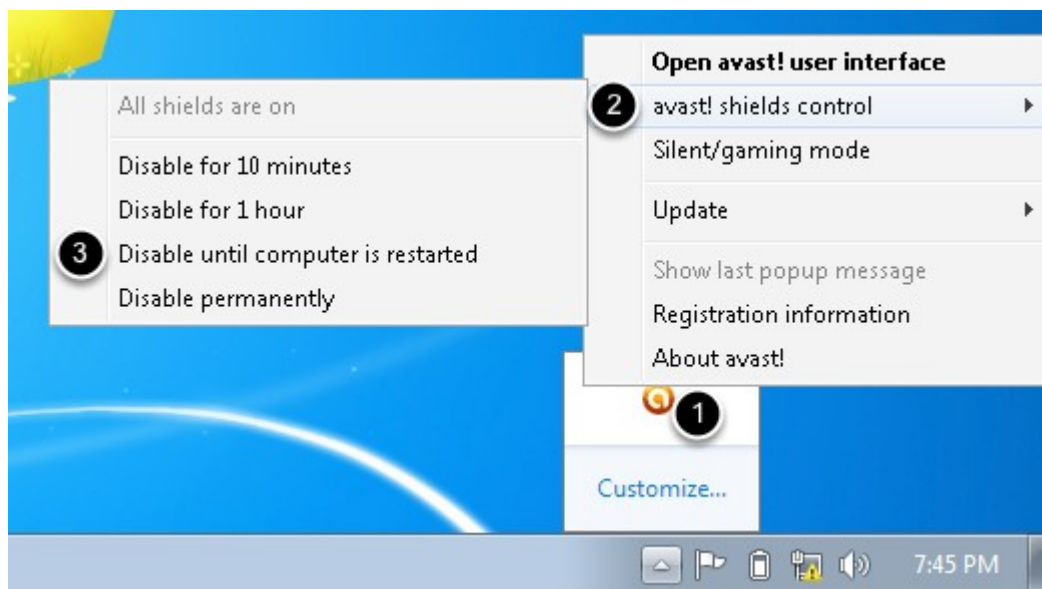 Open avast! user interface
2 avast! shields control
Silent/gaming mode
Update
Show last popup message
Registration information
About avast!
All shields are on
Disable for 10 minutes
Disable for 1 hour
3 Disable until computer is restarted
Disable permanently
1
Customize...
7:45 PM